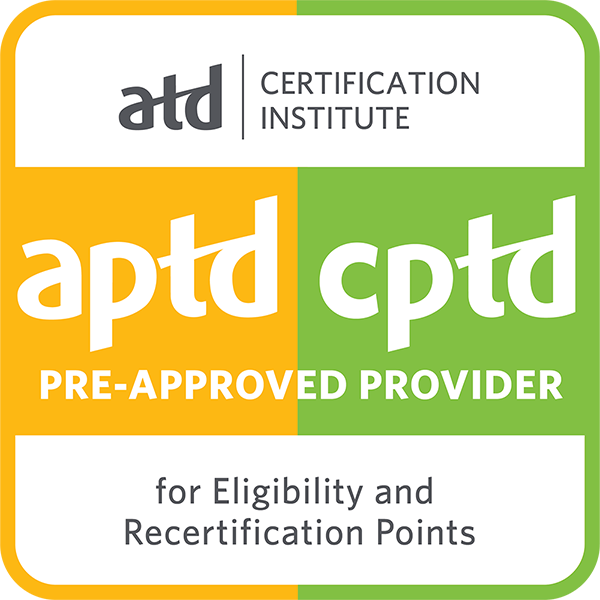 atd CERTIFICATION
INSTITUTE
aptd cptd
PRE-APPROVED PROVIDER
for Eligibility and
Recertification Points